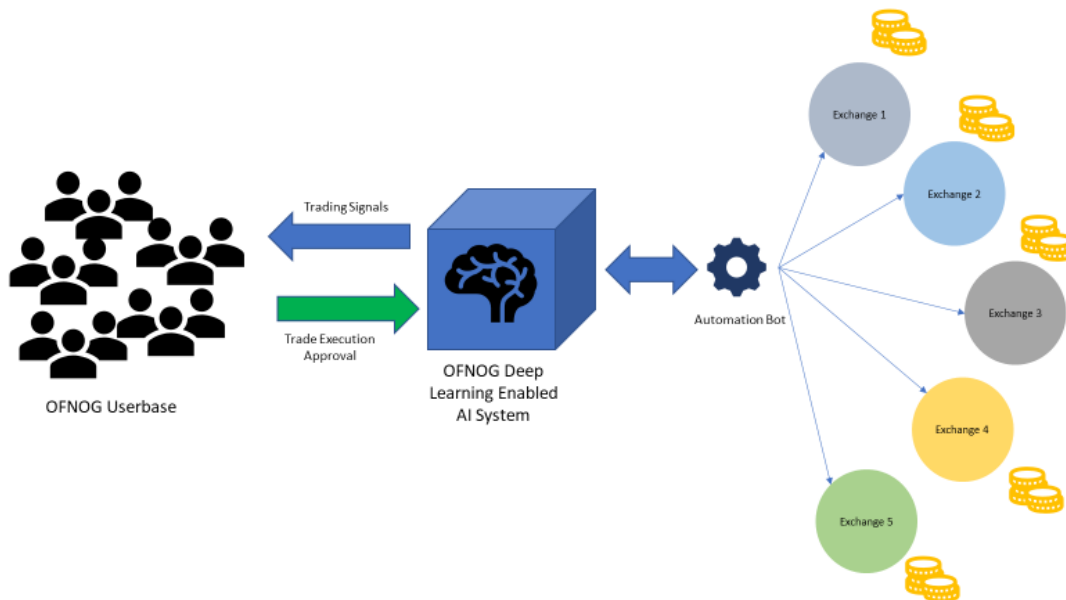 Trading Signals
Trade Execution
Approval
OFNOG Userbase
OFNOG Deep
Learning Enabled
AI System
Automation Bot
Exchange 1
Exchange 2
Exchange 3
Exchange 4
Exchange 5